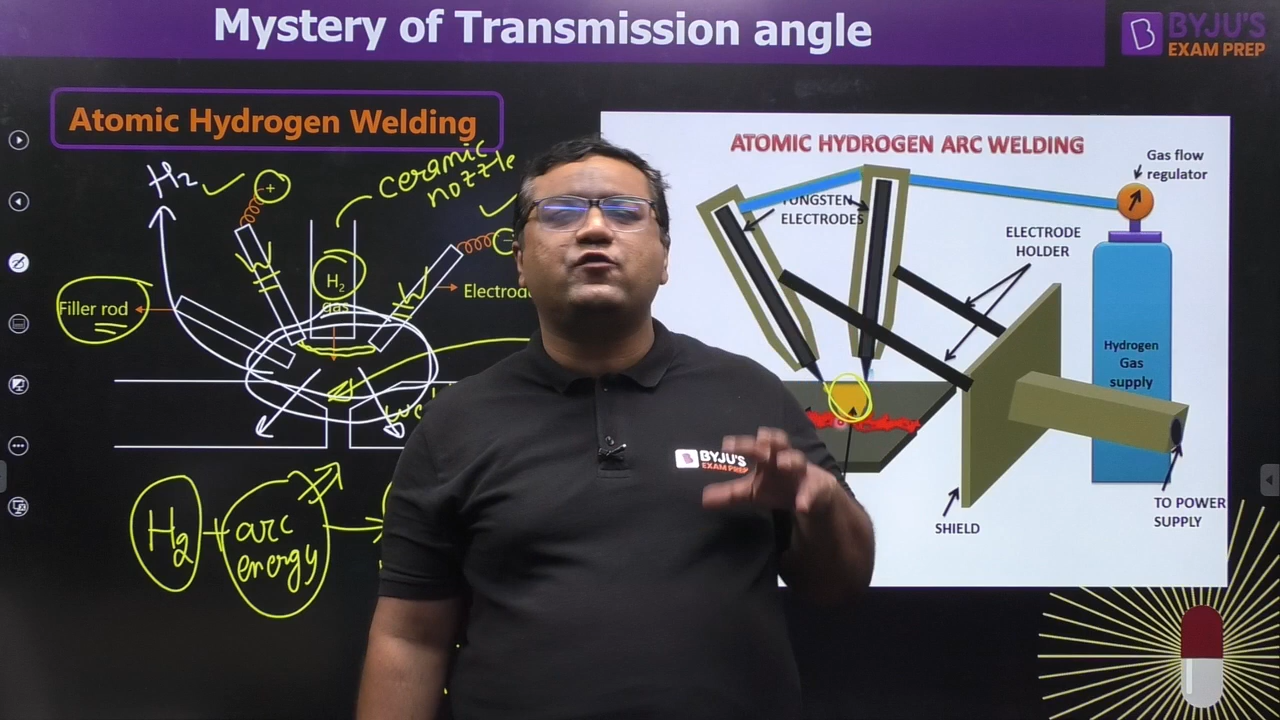 Mystery of Transmission angle
BYJU'S
EXAM PREP
Atomic Hydrogen Welding
H₂
+
ceramic
nozzle
−
H₂
gas
Filler rod
Electrod
H₂ + arc
energy
ATOMIC HYDROGEN ARC WELDING
Gas flow
regulator
TUNGSTEN
ELECTRODES
ELECTRODE
HOLDER
Hydrogen
Gas
supply
SHIELD
TO POWER
SUPPLY
BYJU'S
EXAM PREP